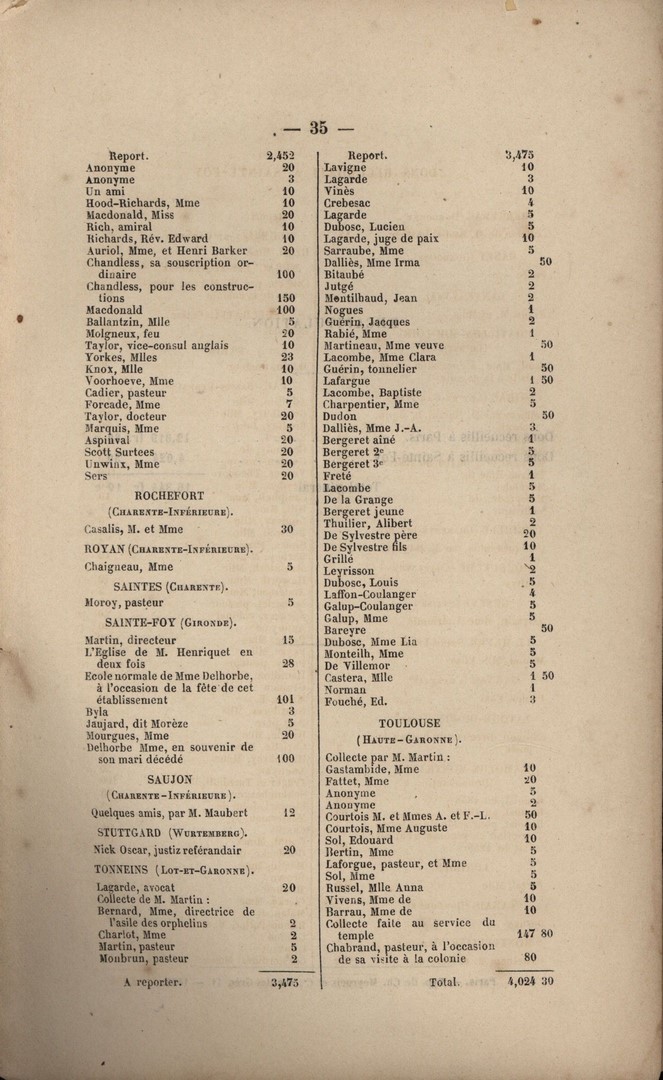 — 35 —
Report. 2,452
Anonyme 20
Anonyme 3
Un ami 10
Hood-Richards, Mme 10
Macdonald, Miss 20
Rich, amiral 10
Richards, Rév. Edward 10
Auriol, Mme, et Henri Barker 20
Chandless, sa souscription or-
dinaire 100
Chandless, pour les construc-
tions 150
Macdonald 100
Ballantzin, Mlle 5
Moigneux, feu 20
Taylor, vice-consul anglais 10
Yorkes, Mlles 23
Knox, Mlle 10
Voorhoeve, Mme 10
Cadier, pasteur 5
Forcade, Mme 7
Taylor, docteur 20
Marquis, Mme 5
Aspinval 20
Scott Surtees 20
Unwinx, Mme 20
Sers 20
ROCHEFORT
(CHARENTE-INFÉRIEURE).
Casalis, M. et Mme 30
ROYAN (CHARENTE-INFÉRIEURE).
Chaigneau, Mme 5
SAINTES (CHARENTE).
Moroy, pasteur 5
SAINTE-FOY (GIRONDE).
Martin, directeur 15
L'Eglise de M. Henriquet en
deux fois 28
Ecole normale de Mme Delhorbe,
à l'occasion de la fête de cet
établissement 101
Byla 3
Jaujard, dit Morèze 5
Mourgues, Mme 20
Delhorbe Mme, en souvenir de
son mari décédé 100
SAUJON
(CHARENTE-INFÉRIEURE).
Quelques amis, par M. Maubert 12
STUTTGARD (WURTEMBERG).
Nick Oscar, justiz referándair 20
TONNEINS (LOT-ET-GARONNE).
Lagarde, avocat 20
Collecte de M. Martin :
Bernard, Mme, directrice de
l'asile des orphelins 2
Charlot, Mme 2
Martin, pasteur 5
Monbrun, pasteur 2
A reporter. 3,475
Report. 3,475
Lavigne 10
Lagarde 3
Vinès 10
Crebesac 4
Lagarde 5
Dubosc, Lucien 5
Lagarde, juge de paix 10
Sarraube, Mme 5
Dalliès, Mme Irma 50
Bitaubé 2
Jutgé 2
Montilhaud, Jean 2
Nogues 1
Guérin, Jacques 2
Rabié, Mme 1
Martineau, Mme veuve 50
Lacombe, Mme Clara 1
Guérin, tonnelier 50
Lafargue 1 50
Lacombe, Baptiste 2
Charpentier, Mme 5
Dudon 50
Dalliès, Mme J.-A. 3
Bergeret aîné 1
Bergeret 2e 5
Bergeret 3e 5
Freté 1
Lacombe 5
De la Grange 5
Bergeret jeune 1
Thuilier, Alibert 2
De Sylvestre père 20
De Sylvestre fils 10
Grillé 1
Leyrisson 2
Dubosc, Louis 5
Laffon-Coulanger 4
Galup-Coulanger 5
Galup, Mme 5
Bareyre 50
Dubosc, Mme Lia 5
Monteilh, Mme 5
De Villemor 5
Castera, Mlle 1 50
Norman 1
Fouché, Ed. 3
TOULOUSE
(HAUTE-GARONNE).
Collecte par M. Martin :
Gastambide, Mme 10
Fattet, Mme 20
Anonyme 5
Anonyme 2
Courtois M. et Mmes A. et F.-L. 50
Courtois, Mme Auguste 10
Sol, Edouard 10
Bertin, Mme 5
Laforgue, pasteur, et Mme 5
Sol, Mme 5
Russel, Mlle Anna 5
Vivens, Mme de 10
Barrau, Mme de 10
Collecte faite au service du
temple 147 80
Chabrand, pasteur, à l'occasion
de sa visite à la colonie 80
Total. 4,024 30